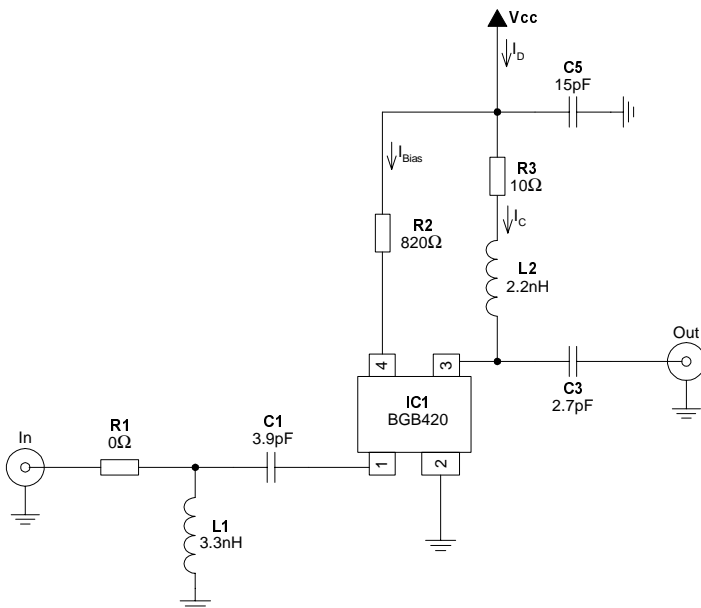 Vcc
I_D
C5
15pF
I_Bias
R3
10Ω
I_C
R2
820Ω
L2
2.2nH
Out
4
3
C3
2.7pF
IC1
BGB420
In
R1
0Ω
C1
3.9pF
1
2
L1
3.3nH